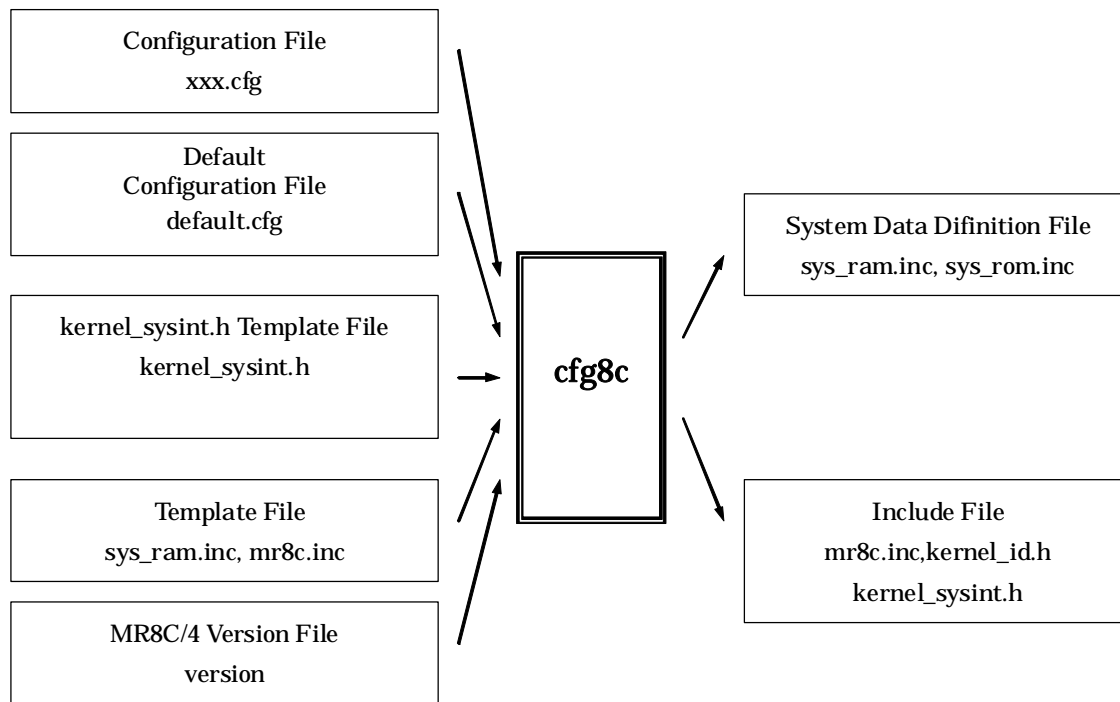 Configuration File
xxx.cfg
Default
Configuration File
default.cfg
kernel_sysint.h Template File
kernel_sysint.h
Template File
sys_ram.inc, mr8c.inc
MR8C/4 Version File
version
cfg8c
System Data Difinition File
sys_ram.inc, sys_rom.inc
Include File
mr8c.inc,kernel_id.h
kernel_sysint.h